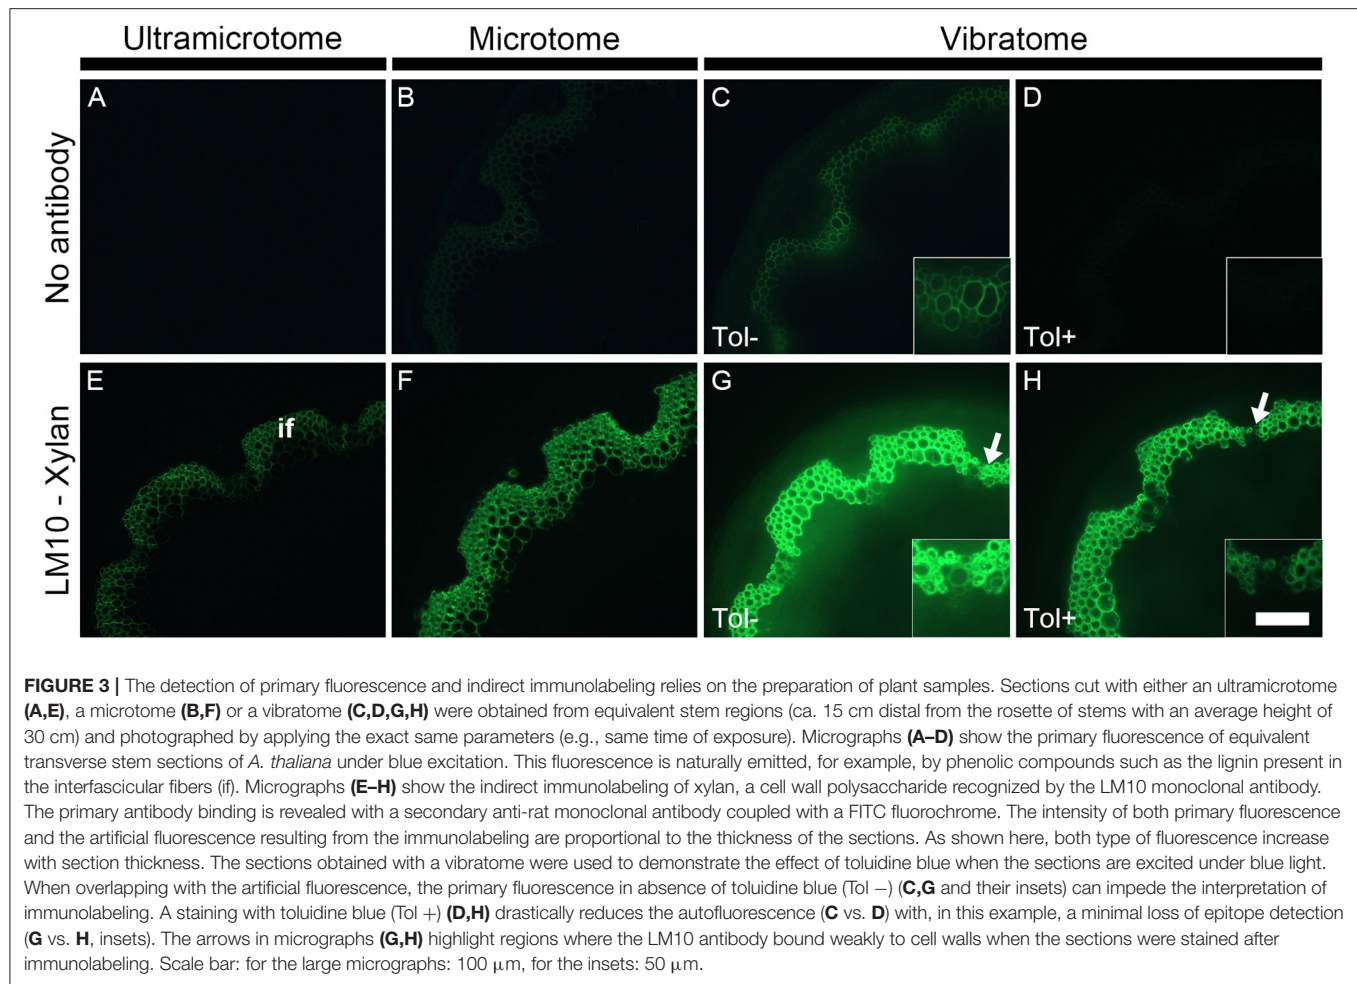 Ultramicrotome
Microtome
Vibratome
No antibody
A
B
C
D
Tol-
Tol+
LM10 - Xylan
E
if
F
G
H
Tol-
Tol+
FIGURE 3 | The detection of primary fluorescence and indirect immunolabeling relies on the preparation of plant samples. Sections cut with either an ultramicrotome
(A,E), a microtome (B,F) or a vibratome (C,D,G,H) were obtained from equivalent stem regions (ca. 15 cm distal from the rosette of stems with an average height of
30 cm) and photographed by applying the exact same parameters (e.g., same time of exposure). Micrographs (A–D) show the primary fluorescence of equivalent
transverse stem sections of A. thaliana under blue excitation. This fluorescence is naturally emitted, for example, by phenolic compounds such as the lignin present in
the interfascicular fibers (if). Micrographs (E–H) show the indirect immunolabeling of xylan, a cell wall polysaccharide recognized by the LM10 monoclonal antibody.
The primary antibody binding is revealed with a secondary anti-rat monoclonal antibody coupled with a FITC fluorochrome. The intensity of both primary fluorescence
and the artificial fluorescence resulting from the immunolabeling are proportional to the thickness of the sections. As shown here, both type of fluorescence increase
with section thickness. The sections obtained with a vibratome were used to demonstrate the effect of toluidine blue when the sections are excited under blue light.
When overlapping with the artificial fluorescence, the primary fluorescence in absence of toluidine blue (Tol −) (C,G and their insets) can impede the interpretation of
immunolabeling. A staining with toluidine blue (Tol +) (D,H) drastically reduces the autofluorescence (C vs. D) with, in this example, a minimal loss of epitope detection
(G vs. H, insets). The arrows in micrographs (G,H) highlight regions where the LM10 antibody bound weakly to cell walls when the sections were stained after
immunolabeling. Scale bar: for the large micrographs: 100 μm, for the insets: 50 μm.